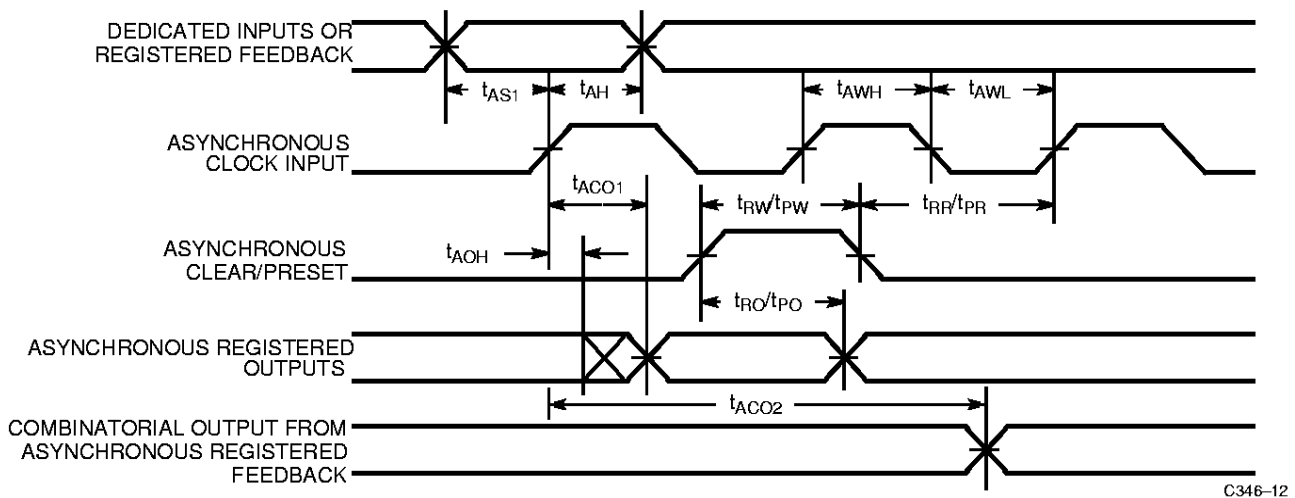 DEDICATED INPUTS OR
REGISTERED FEEDBACK
tAS1
tAH
tAWH
tAWL
ASYNCHRONOUS
CLOCK INPUT
tACO1
tRW/tPW
tRR/tPR
ASYNCHRONOUS
CLEAR/PRESET
tAOH
tRO/tPO
ASYNCHRONOUS REGISTERED
OUTPUTS
tACO2
COMBINATORIAL OUTPUT FROM
ASYNCHRONOUS REGISTERED
FEEDBACK
C346–12